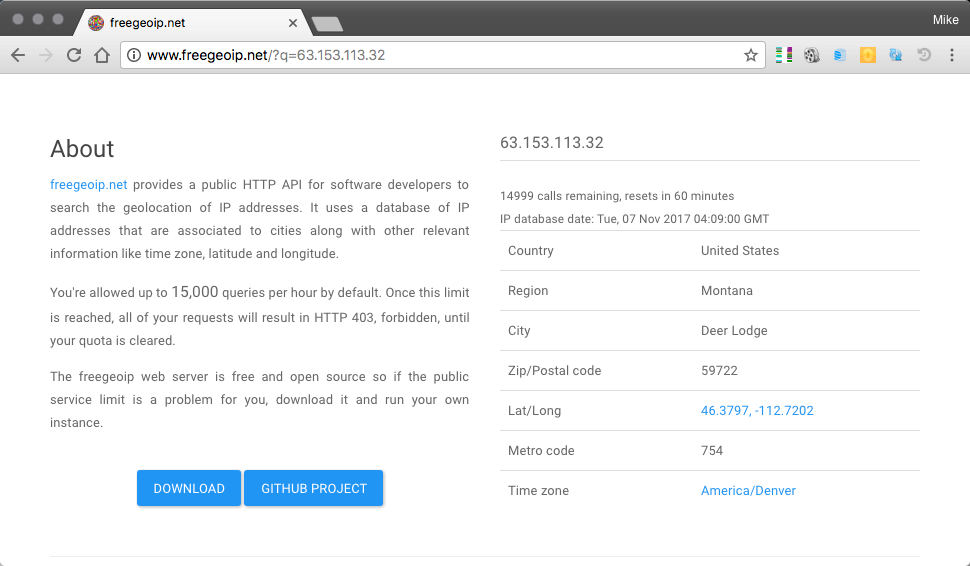 freegeoip.net
Mike
www.freegeoip.net/?q=63.153.113.32
About
freegeoip.net provides a public HTTP API for software developers to
search the geolocation of IP addresses. It uses a database of IP
addresses that are associated to cities along with other relevant
information like time zone, latitude and longitude.
You're allowed up to 15,000 queries per hour by default. Once this limit
is reached, all of your requests will result in HTTP 403, forbidden, until
your quota is cleared.
The freegeoip web server is free and open source so if the public
service limit is a problem for you, download it and run your own
instance.
DOWNLOAD
GITHUB PROJECT
63.153.113.32
14999 calls remaining, resets in 60 minutes
IP database date: Tue, 07 Nov 2017 04:09:00 GMT
Country United States
Region Montana
City Deer Lodge
Zip/Postal code 59722
Lat/Long 46.3797, -112.7202
Metro code 754
Time zone America/Denver